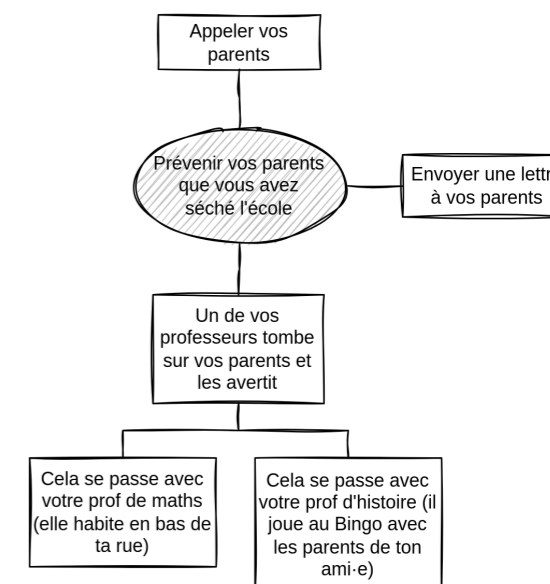 Appeler vos
parents
Prévenir vos parents
que vous avez
séché l'école
Envoyer une lettr
à vos parents
Un de vos
professeurs tombe
sur vos parents et
les avertit
Cela se passe avec
votre prof de maths
(elle habite en bas de
ta rue)
Cela se passe avec
votre prof d'histoire (il
joue au Bingo avec
les parents de ton
ami·e)